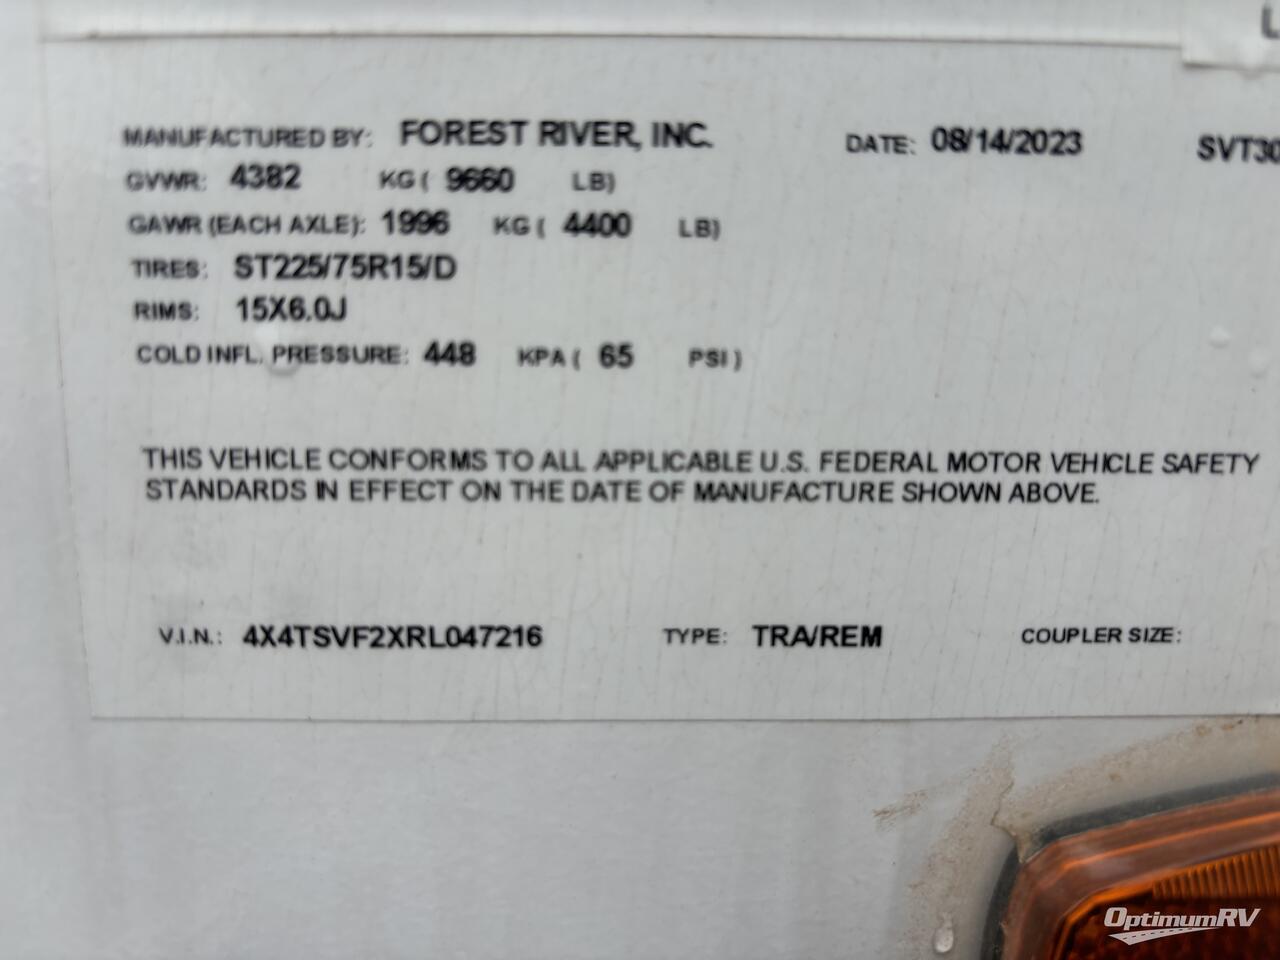 L
MANUFACTURED BY: FOREST RIVER, INC. DATE: 08/14/2023 SVT30
GVWR: 4382 KG ( 9660 LB)
GAWR (EACH AXLE): 1996 KG ( 4400 LB)
TIRES: ST225/75R15/D
RIMS: 15X6.0J
COLD INFL. PRESSURE: 448 KPA ( 65 PSI )
THIS VEHICLE CONFORMS TO ALL APPLICABLE U.S. FEDERAL MOTOR VEHICLE SAFETY
STANDARDS IN EFFECT ON THE DATE OF MANUFACTURE SHOWN ABOVE.
V.I.N.: 4X4TSVF2XRL047216 TYPE: TRA/REM COUPLER SIZE:
OptimumRV